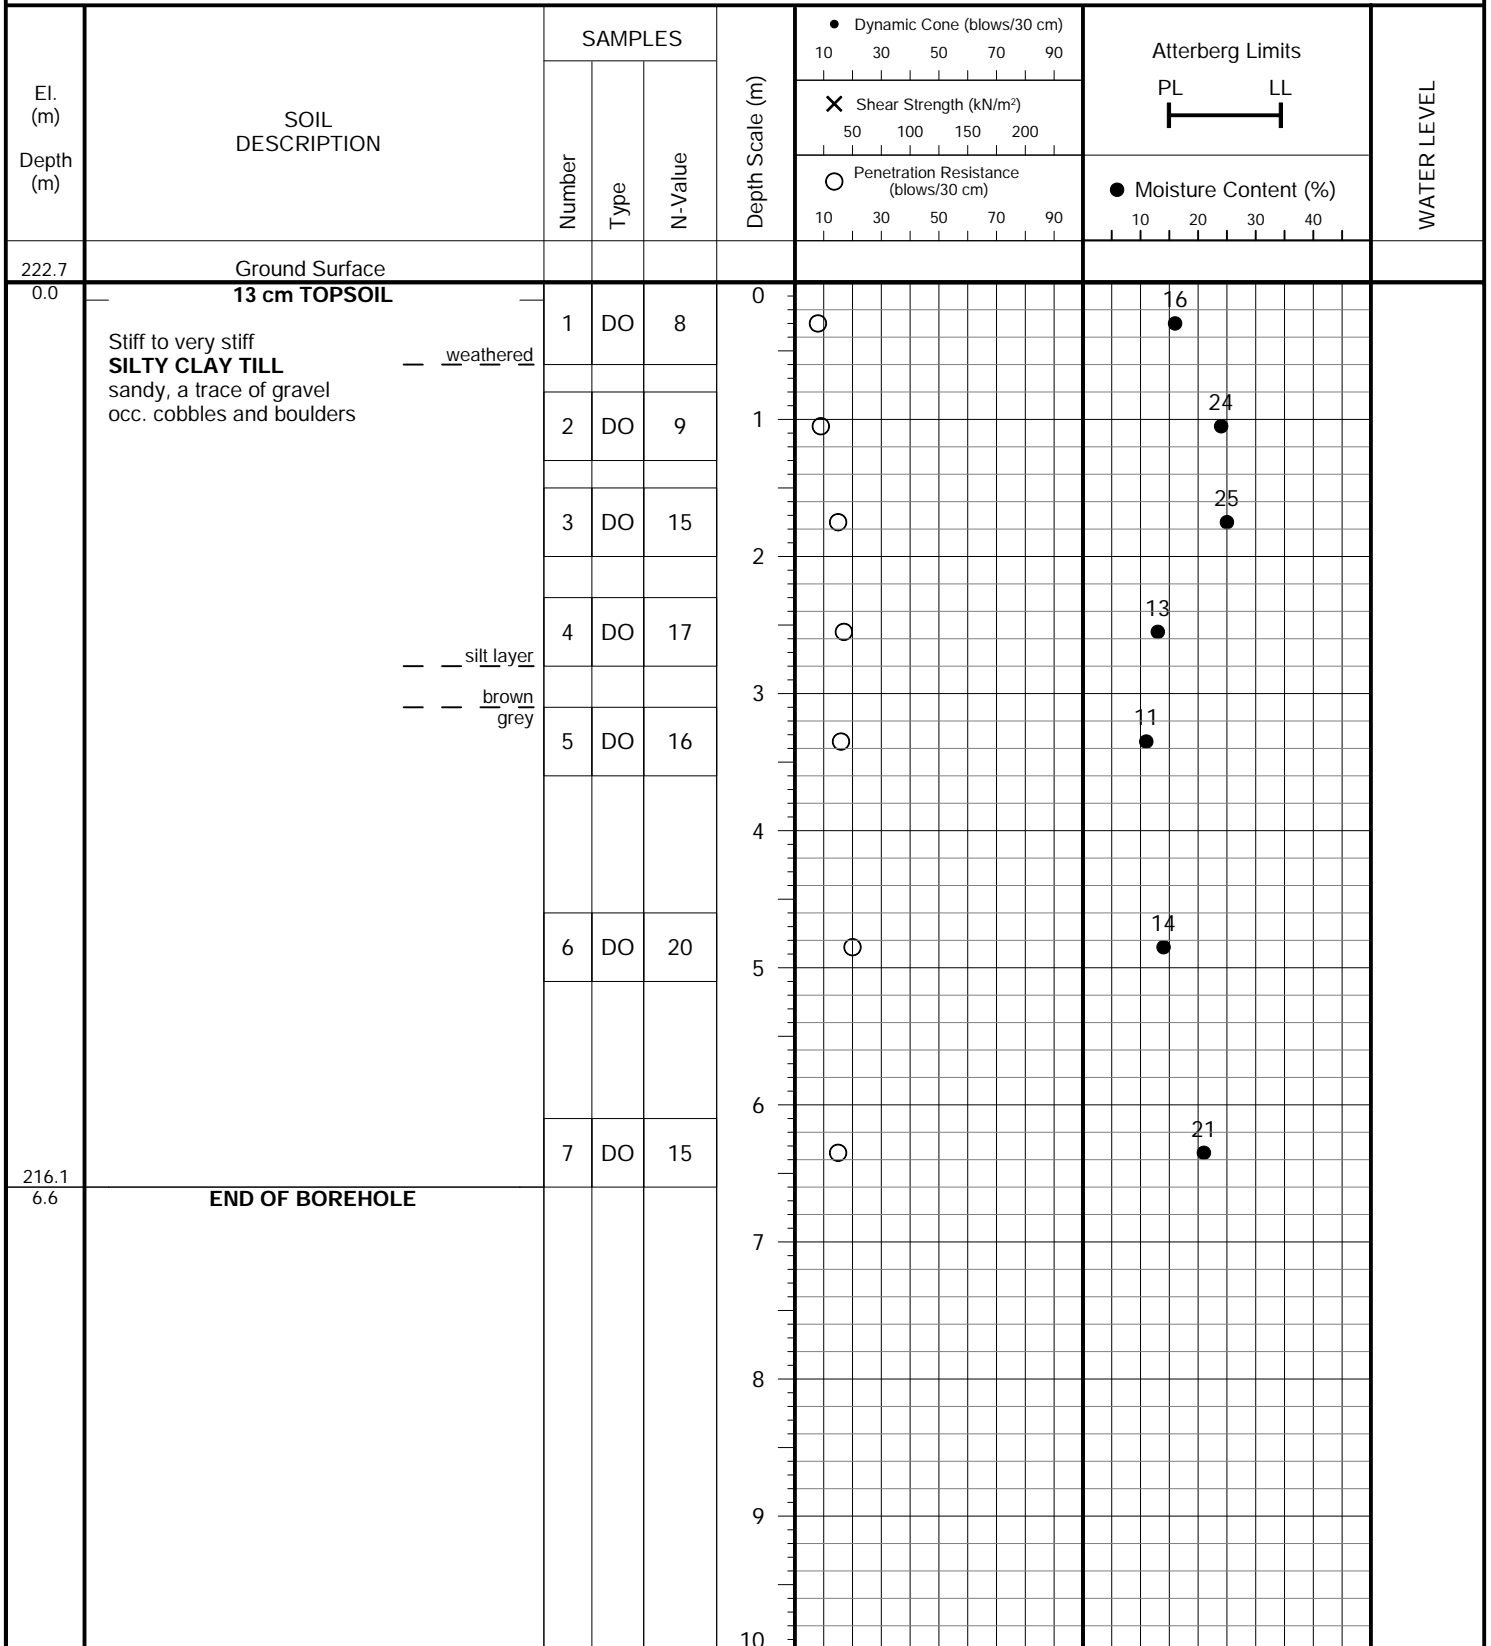 El.
(m)
Depth
(m)
SOIL
DESCRIPTION
SAMPLES
Number
Type
N-Value
Depth Scale (m)
Dynamic Cone (blows/30 cm)
10 30 50 70 90
Shear Strength (kN/m²)
50 100 150 200
Penetration Resistance
(blows/30 cm)
10 30 50 70 90
Atterberg Limits
PL LL
Moisture Content (%)
10 20 30 40
WATER LEVEL
222.7 Ground Surface
0.0 13 cm TOPSOIL 0
16
1 DO 8
Stiff to very stiff
weathered
SILTY CLAY TILL
sandy, a trace of gravel
occ. cobbles and boulders
24
1
2 DO 9
25
3 DO 15
2
13
4 DO 17
silt layer
3
brown
grey
11
5 DO 16
4
14
6 DO 20
5
6
21
7 DO 15
216.1
6.6 END OF BOREHOLE
7
8
9
10